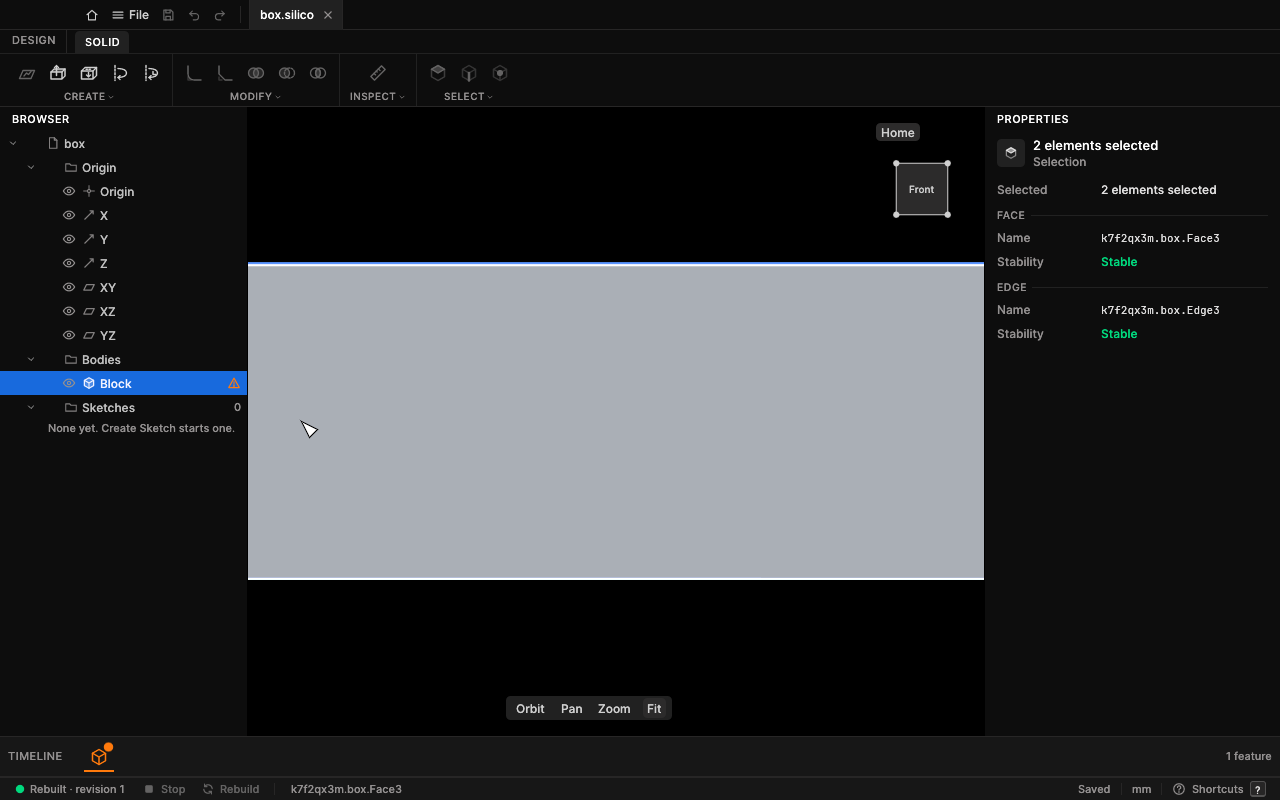 File
box.silico
DESIGN
SOLID
CREATE
MODIFY
INSPECT
SELECT
BROWSER
box
Origin
Origin
X
Y
Z
XY
XZ
YZ
Bodies
Block
Sketches 0
None yet. Create Sketch starts one.
Home
Front
Orbit Pan Zoom Fit
PROPERTIES
2 elements selected
Selection
Selected 2 elements selected
FACE
Name k7f2qx3m.box.Face3
Stability Stable
EDGE
Name k7f2qx3m.box.Edge3
Stability Stable
TIMELINE
1 feature
Rebuilt · revision 1 Stop Rebuild k7f2qx3m.box.Face3 Saved mm Shortcuts ?